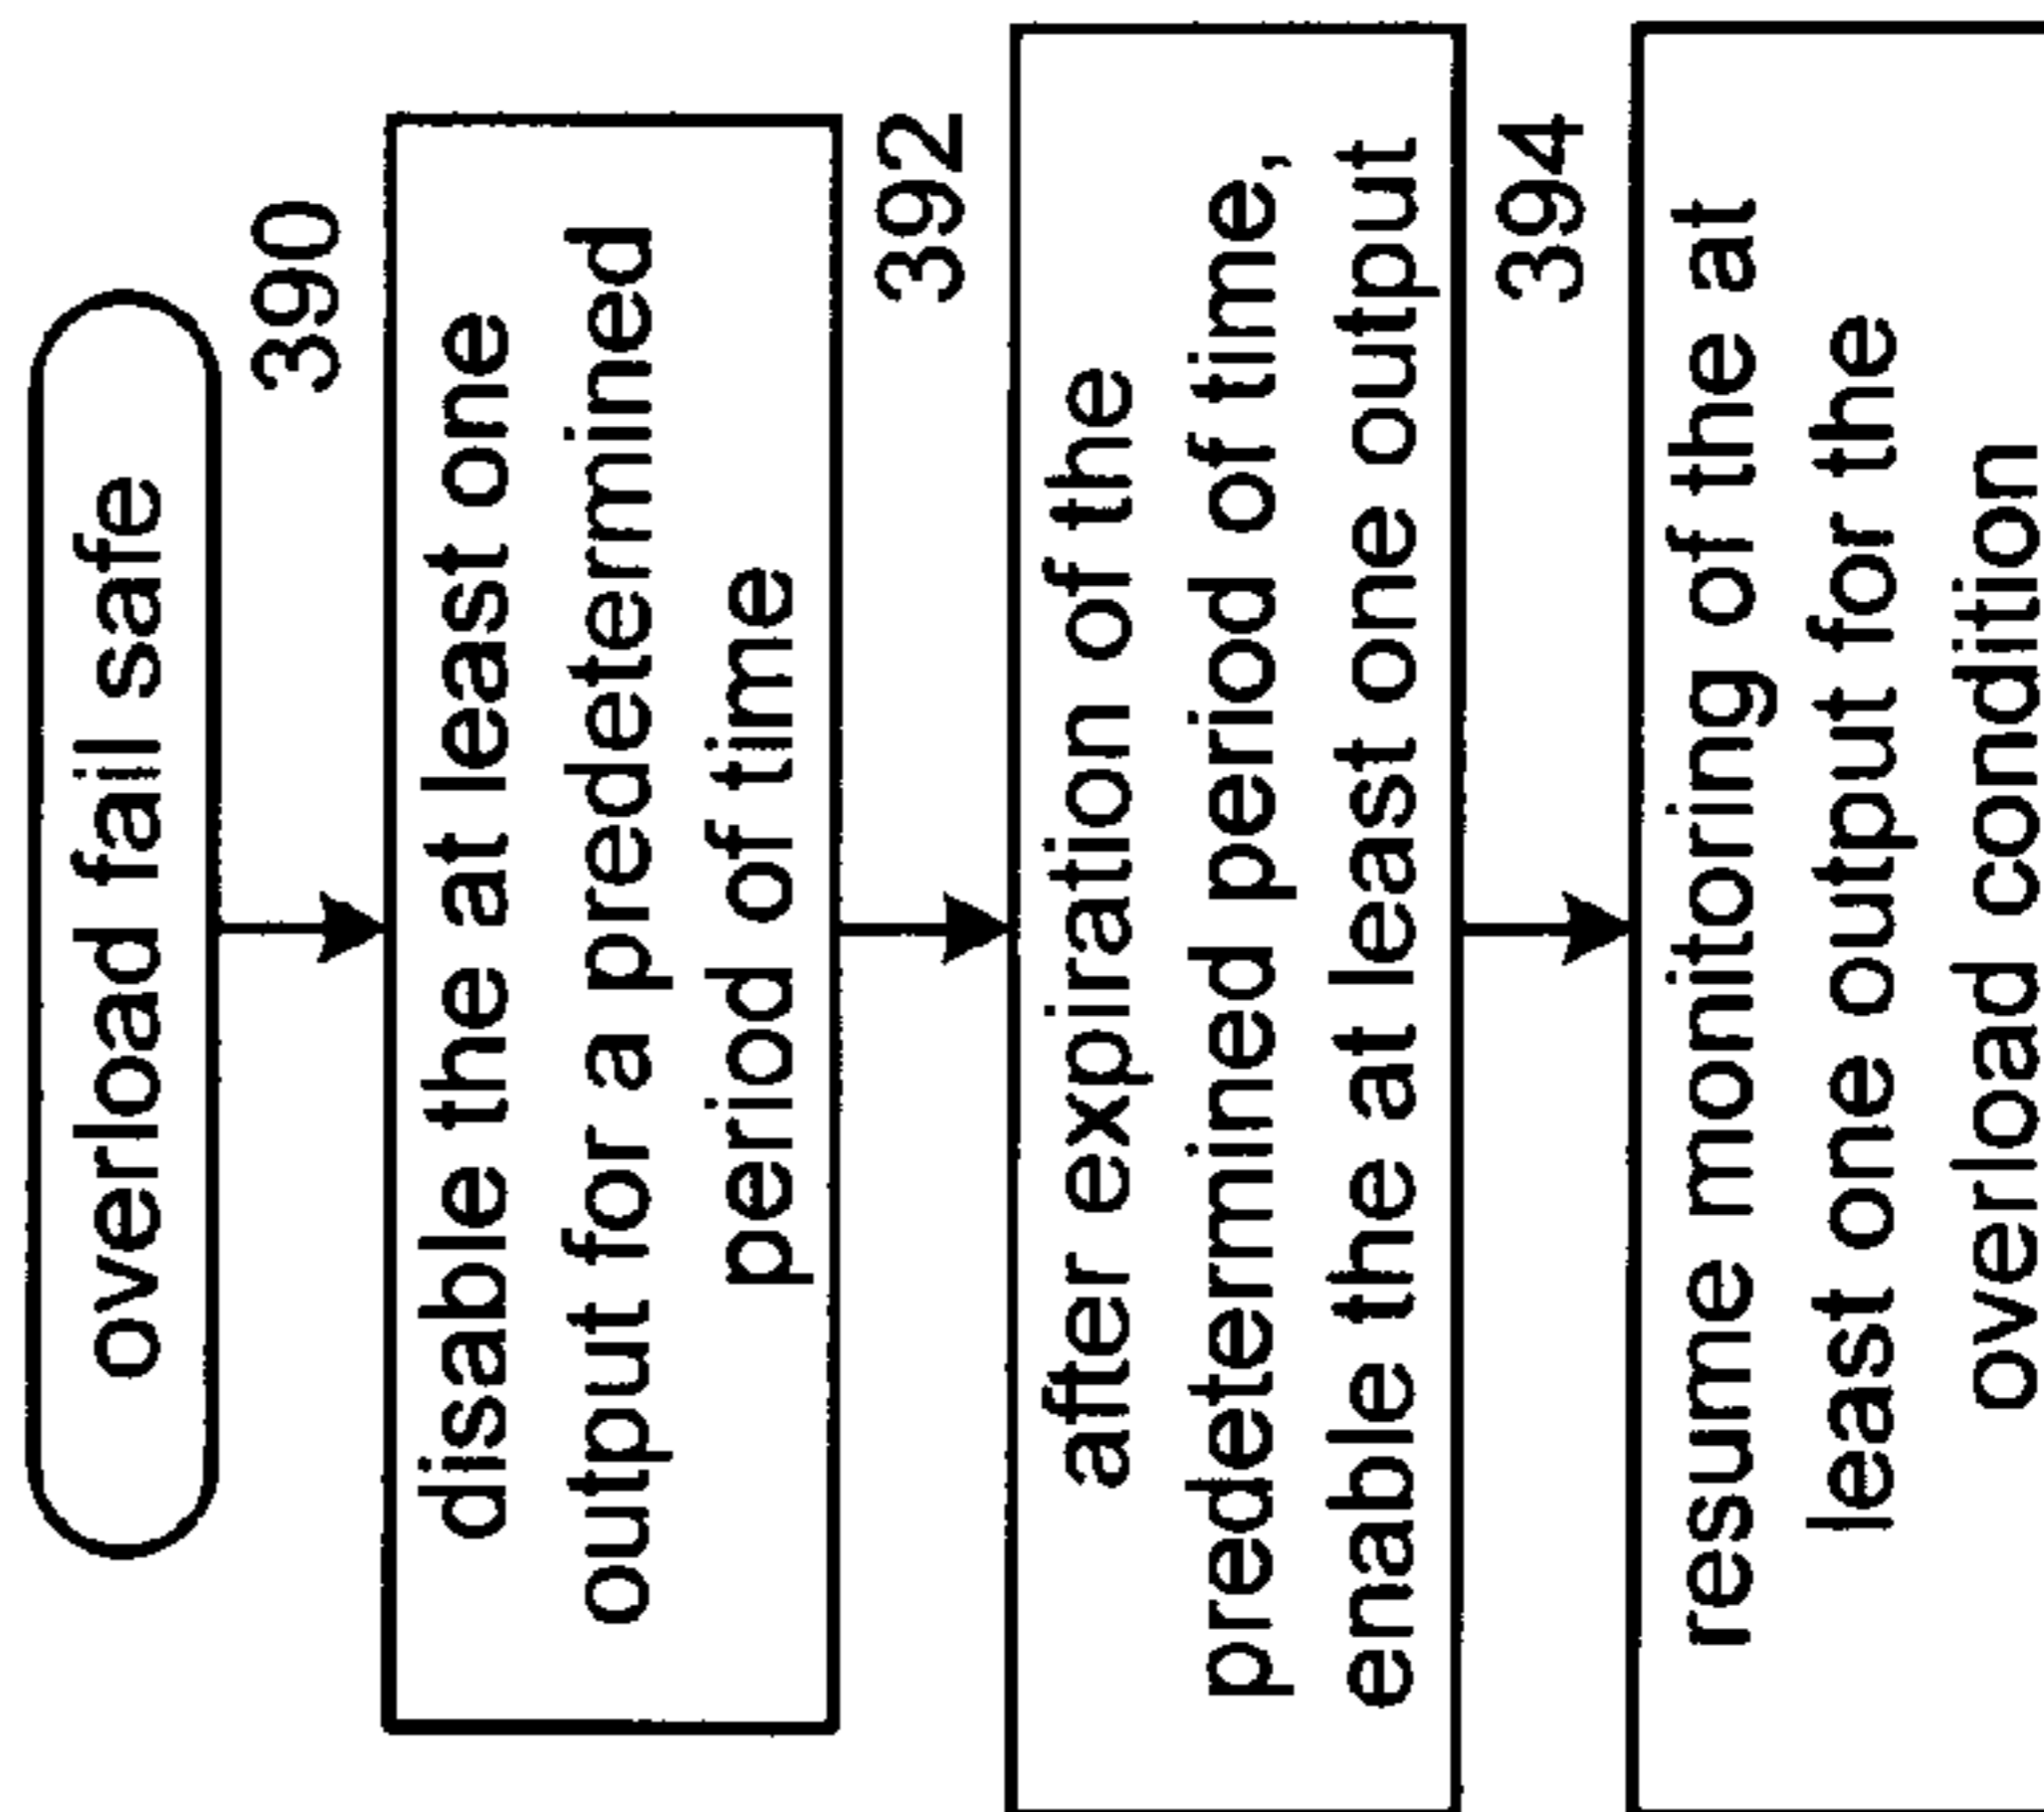 overload fail safe
390
disable the at least one
output for a predetermined
period of time
392
after expiration of the
predetermined period of time,
enable the at least one output
394
resume monitoring of the at
least one output for the
overload condition